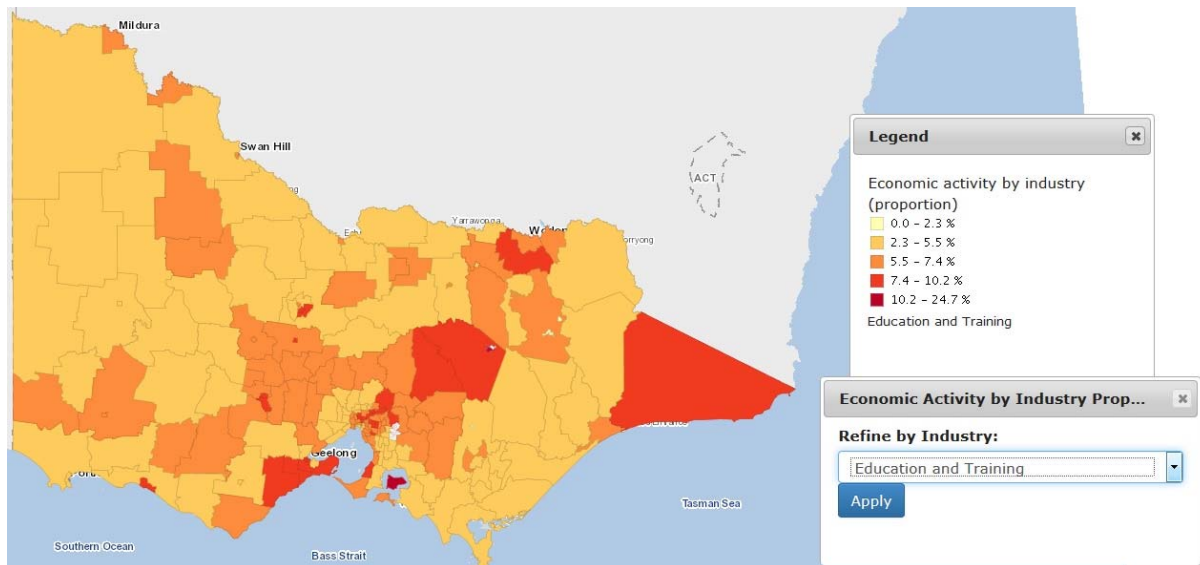 Mildura
Swan Hill
ACT
Yarrawonga
Geelong
Tasman Sea
Southern Ocean
Bass Strait
Legend
Economic activity by industry
(proportion)
0.0 - 2.3 %
2.3 - 5.5 %
5.5 - 7.4 %
7.4 - 10.2 %
10.2 - 24.7 %
Education and Training
Economic Activity by Industry Prop...
Refine by Industry:
Education and Training
Apply